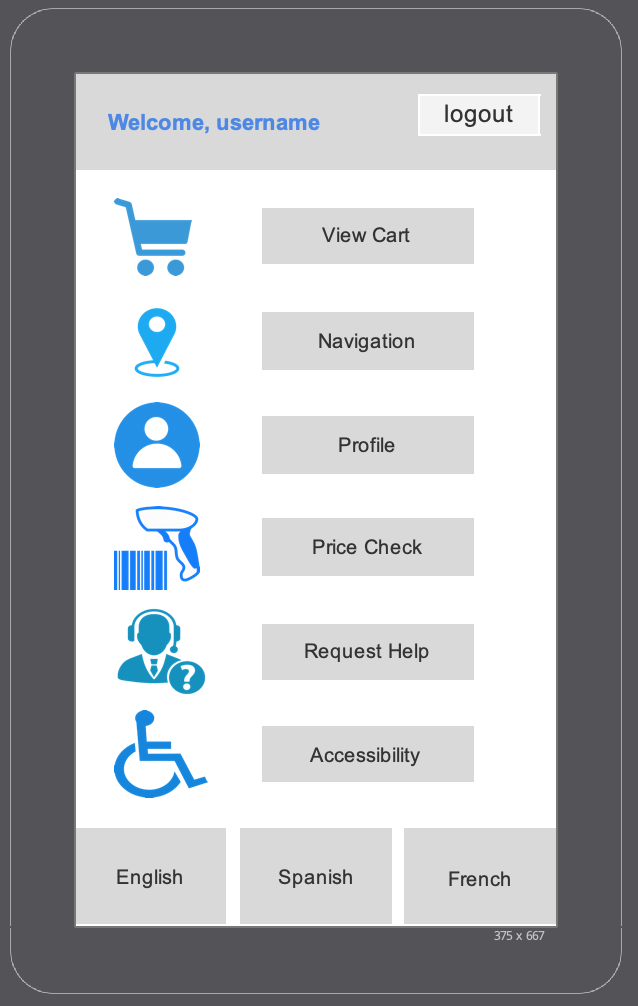 Welcome, username
logout
View Cart
Navigation
Profile
Price Check
Request Help
?
Accessibility
English
Spanish
French
375 x 667